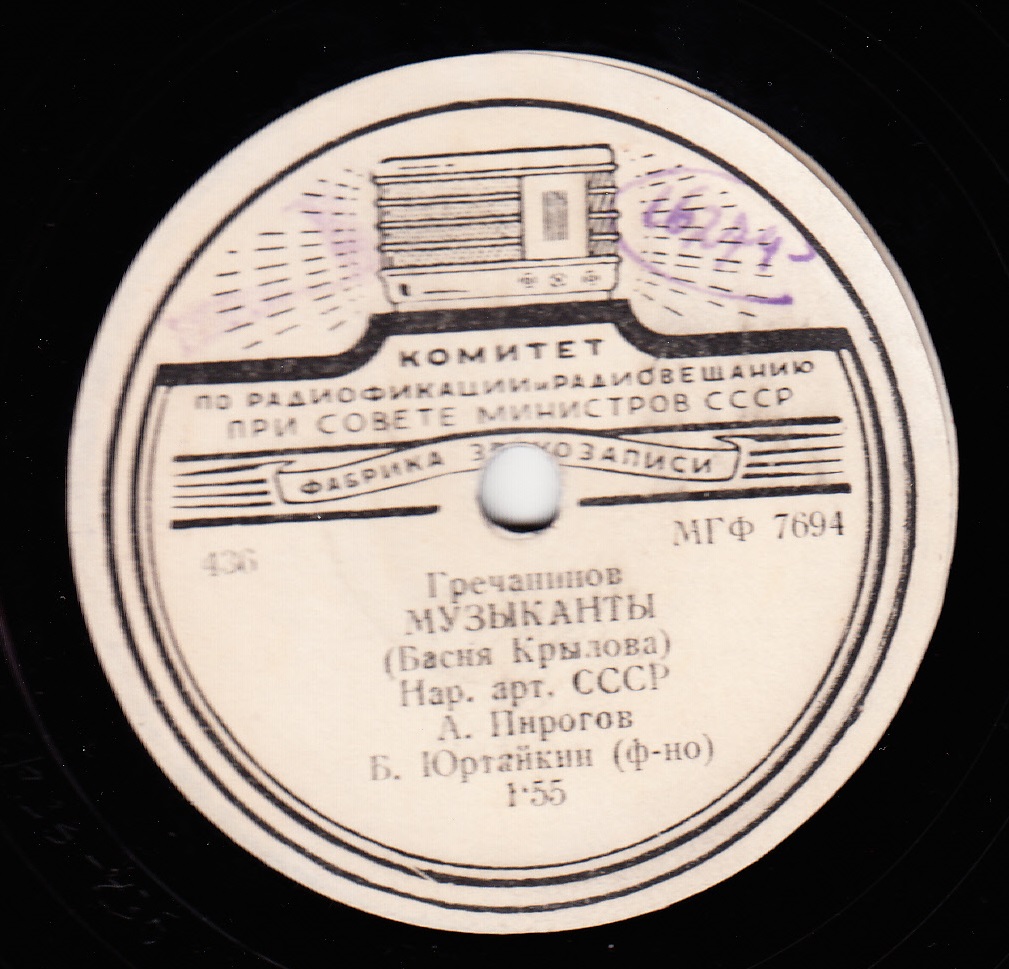 КОМИТЕТ
ПО РАДИОФИКАЦИИ и РАДИОВЕЩАНИЮ
ПРИ СОВЕТЕ МИНИСТРОВ СССР
ФАБРИКА ЗВУКОЗАПИСИ
МГФ 7694
436
Гречанинов
МУЗЫКАНТЫ
(Басня Крылова)
Нар. арт. СССР
А. Пирогов
Б. Юртайкин (ф-но)
1·55